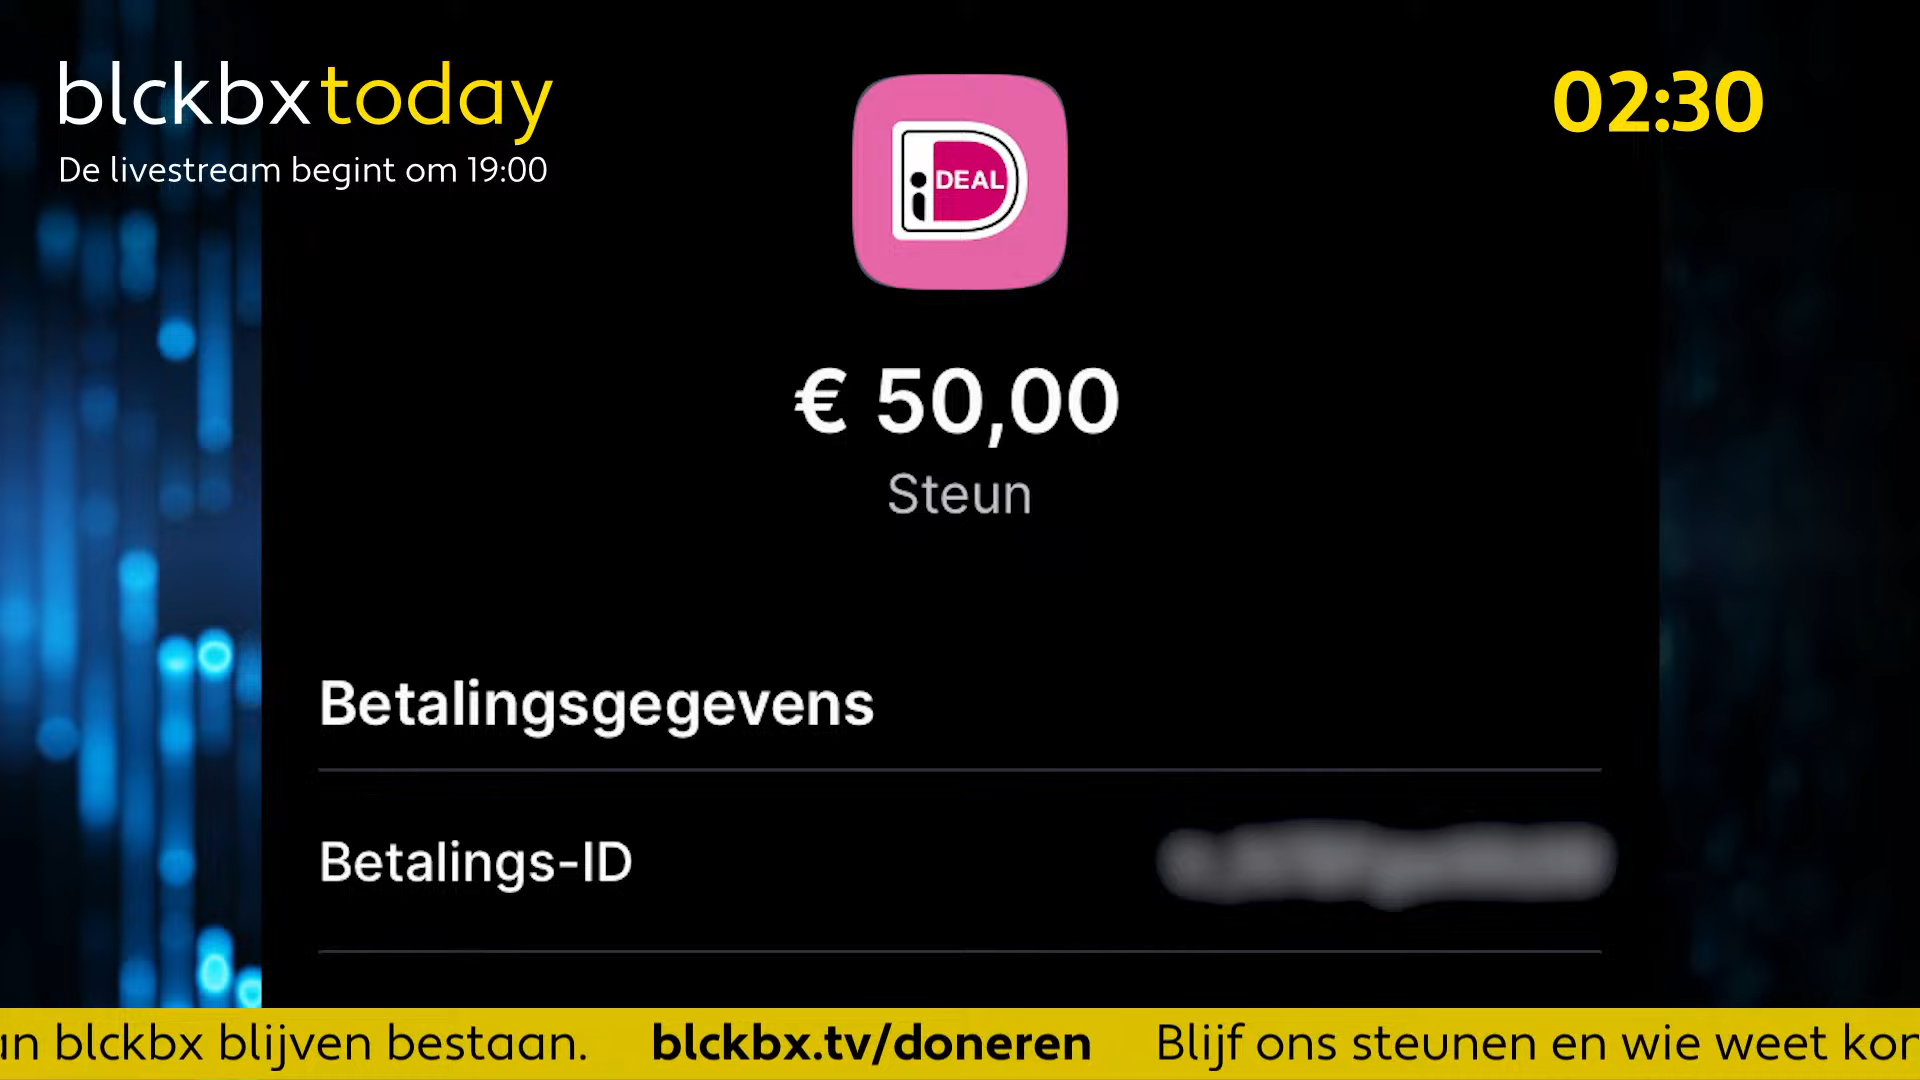 blckbxtoday
De livestream begint om 19:00
02:30
iDEAL
€ 50,00
Steun
Betalingsgegevens
Betalings-ID
blckbx blijven bestaan. blckbx.tv/doneren Blijf ons steunen en wie weet